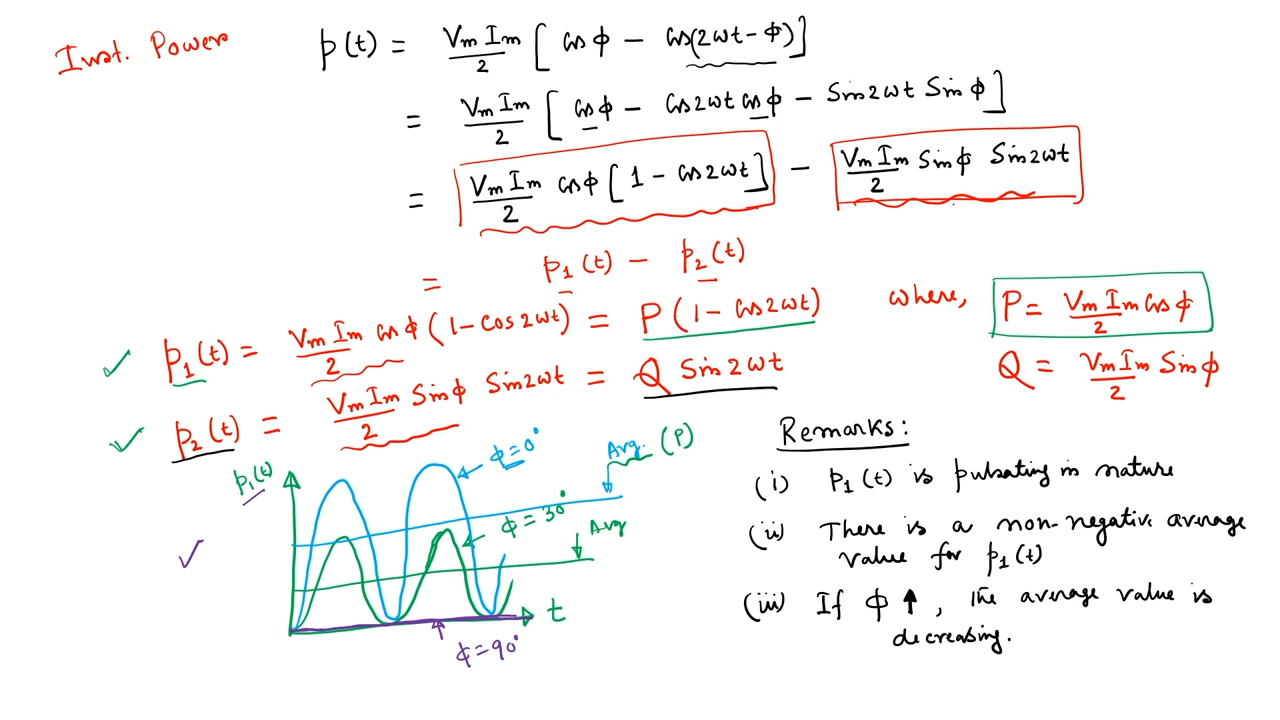 Inst. Power p(t) = VmIm/2 [ cos ϕ − cos(2ωt − ϕ) ]
= VmIm/2 [ cos ϕ − cos2ωt cos ϕ − Sin2ωt Sin ϕ ]
= VmIm/2 cos ϕ [ 1 − cos2ωt ] − VmIm/2 Sin ϕ Sin2ωt
= p1(t) − p2(t)
p1(t) = VmIm/2 cos ϕ (1 − cos2ωt) = P (1 − cos2ωt) where, P = VmIm/2 cos ϕ
p2(t) = VmIm/2 Sin ϕ Sin2ωt = Q Sin2ωt Q = VmIm/2 Sin ϕ
p1(t)
ϕ=0°
Avg. (P)
ϕ = 30°
Avg
t
ϕ=90°
Remarks:
(i) p1(t) is pulsating in nature
(ii) There is a non-negative average
value for p1(t)
(iii) If ϕ ↑, the average value is
decreasing.